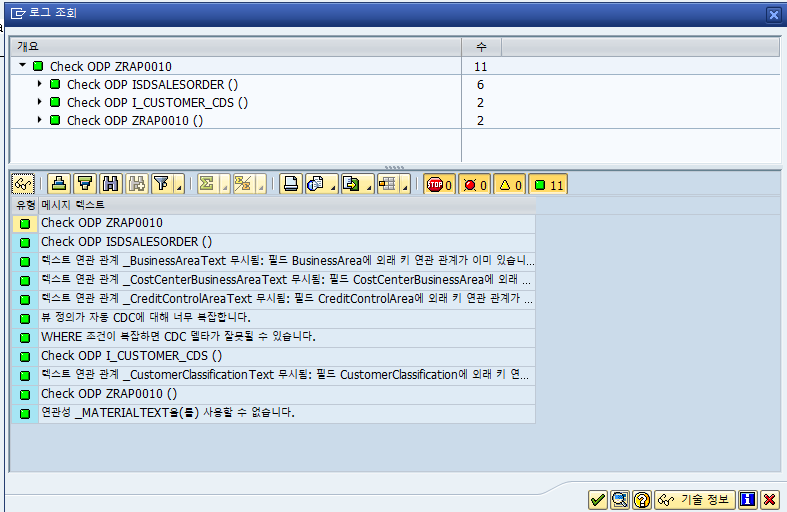 로그 조회
개요 수
Check ODP ZRAP0010 11
Check ODP ISDSALESORDER () 6
Check ODP I_CUSTOMER_CDS () 2
Check ODP ZRAP0010 () 2
STOP 0 0 0 11
유형 메시지 텍스트
Check ODP ZRAP0010
Check ODP ISDSALESORDER ()
텍스트 연관 관계 _BusinessAreaText 무시됨: 필드 BusinessArea에 외래 키 연관 관계가 이미 있습니...
텍스트 연관 관계 _CostCenterBusinessAreaText 무시됨: 필드 CostCenterBusinessArea에 외래 ...
텍스트 연관 관계 _CreditControlAreaText 무시됨: 필드 CreditControlArea에 외래 키 연관 관계가 ...
뷰 정의가 자동 CDC에 대해 너무 복잡합니다.
WHERE 조건이 복잡하면 CDC 델타가 잘못될 수 있습니다.
Check ODP I_CUSTOMER_CDS ()
텍스트 연관 관계 _CustomerClassificationText 무시됨: 필드 CustomerClassification에 외래 키 연...
Check ODP ZRAP0010 ()
연관성 _MATERIALTEXT을(를) 사용할 수 없습니다.
기술 정보